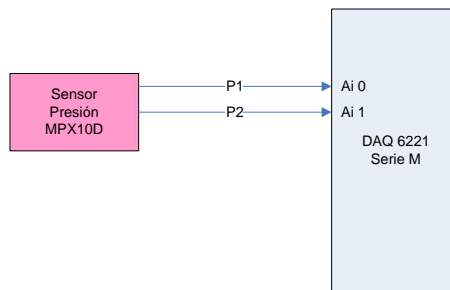 Sensor
Presión
MPX10D
P1
P2
Ai 0
Ai 1
DAQ 6221
Serie M